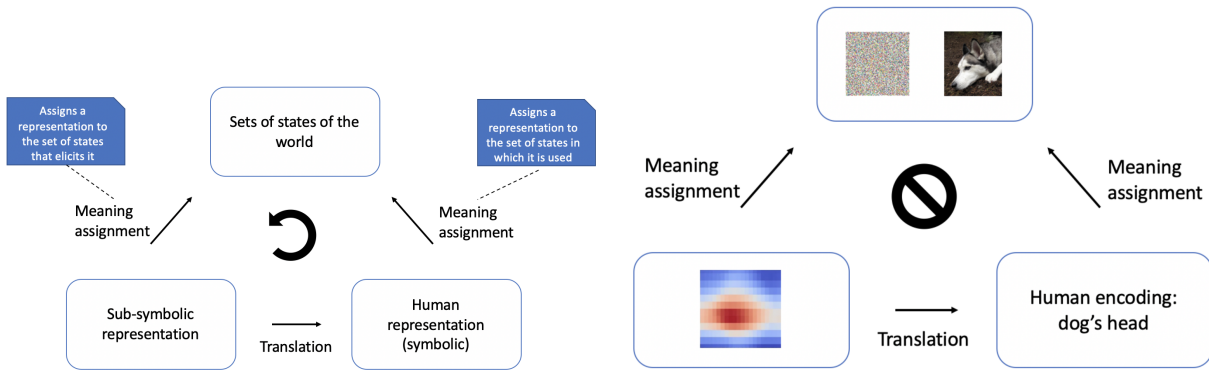 Assigns a
representation to
the set of states
that elicits it
Sets of states of the
world
Assigns a
representation to
the set of states in
which it is used
Meaning
assignment
Meaning
assignment
Sub-symbolic
representation
Translation
Human
representation
(symbolic)
Meaning
assignment
Meaning
assignment
Translation
Human encoding:
dog's head